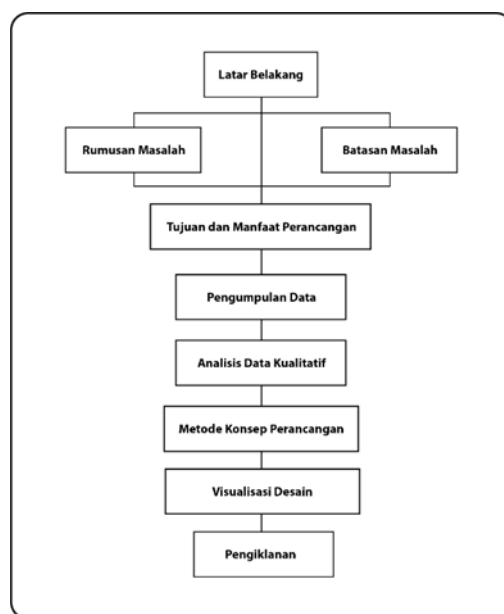 Latar Belakang
Rumusan Masalah
Batasan Masalah
Tujuan dan Manfaat Perancangan
Pengumpulan Data
Analisis Data Kualitatif
Metode Konsep Perancangan
Visualisasi Desain
Pengiklanan